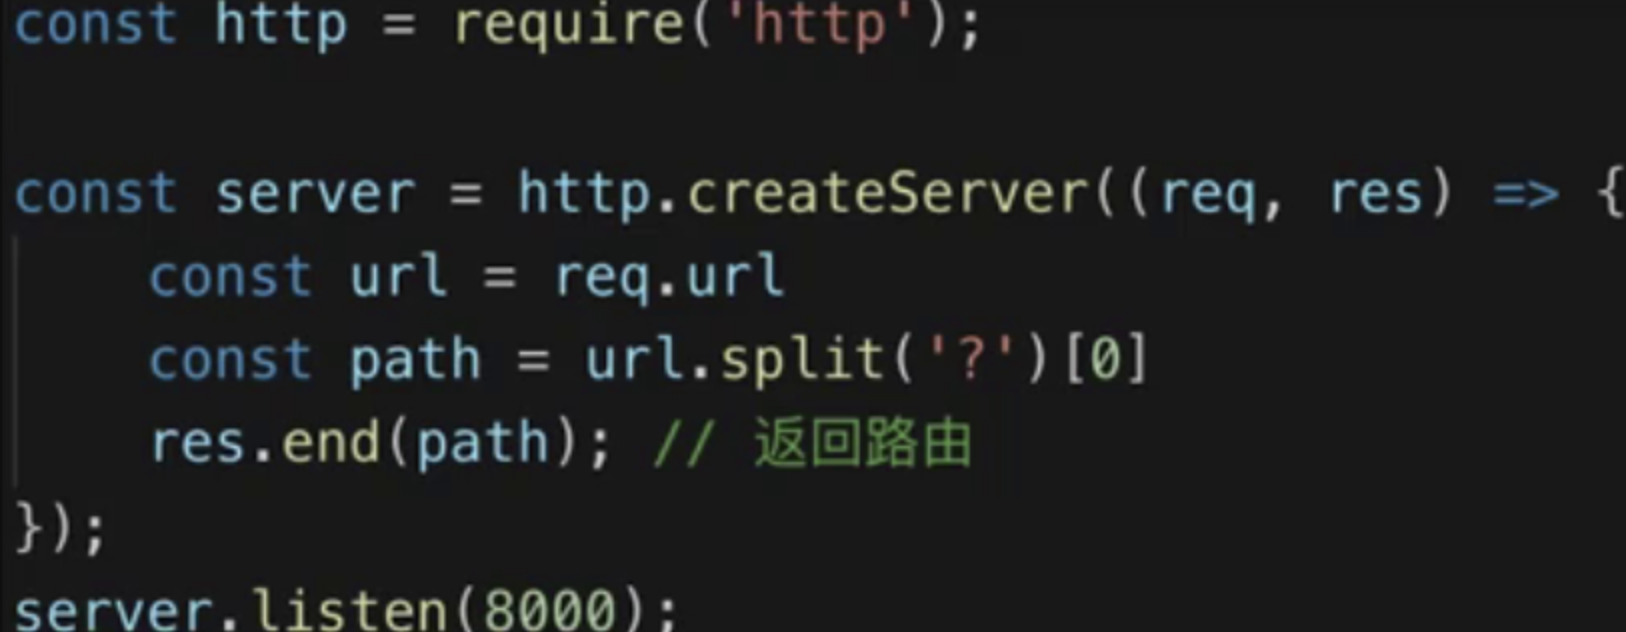 const http = require('http');
const server = http.createServer((req, res) => {
    const url = req.url
    const path = url.split('?')[0]
    res.end(path); // 返回路由
});
server.listen(8000);